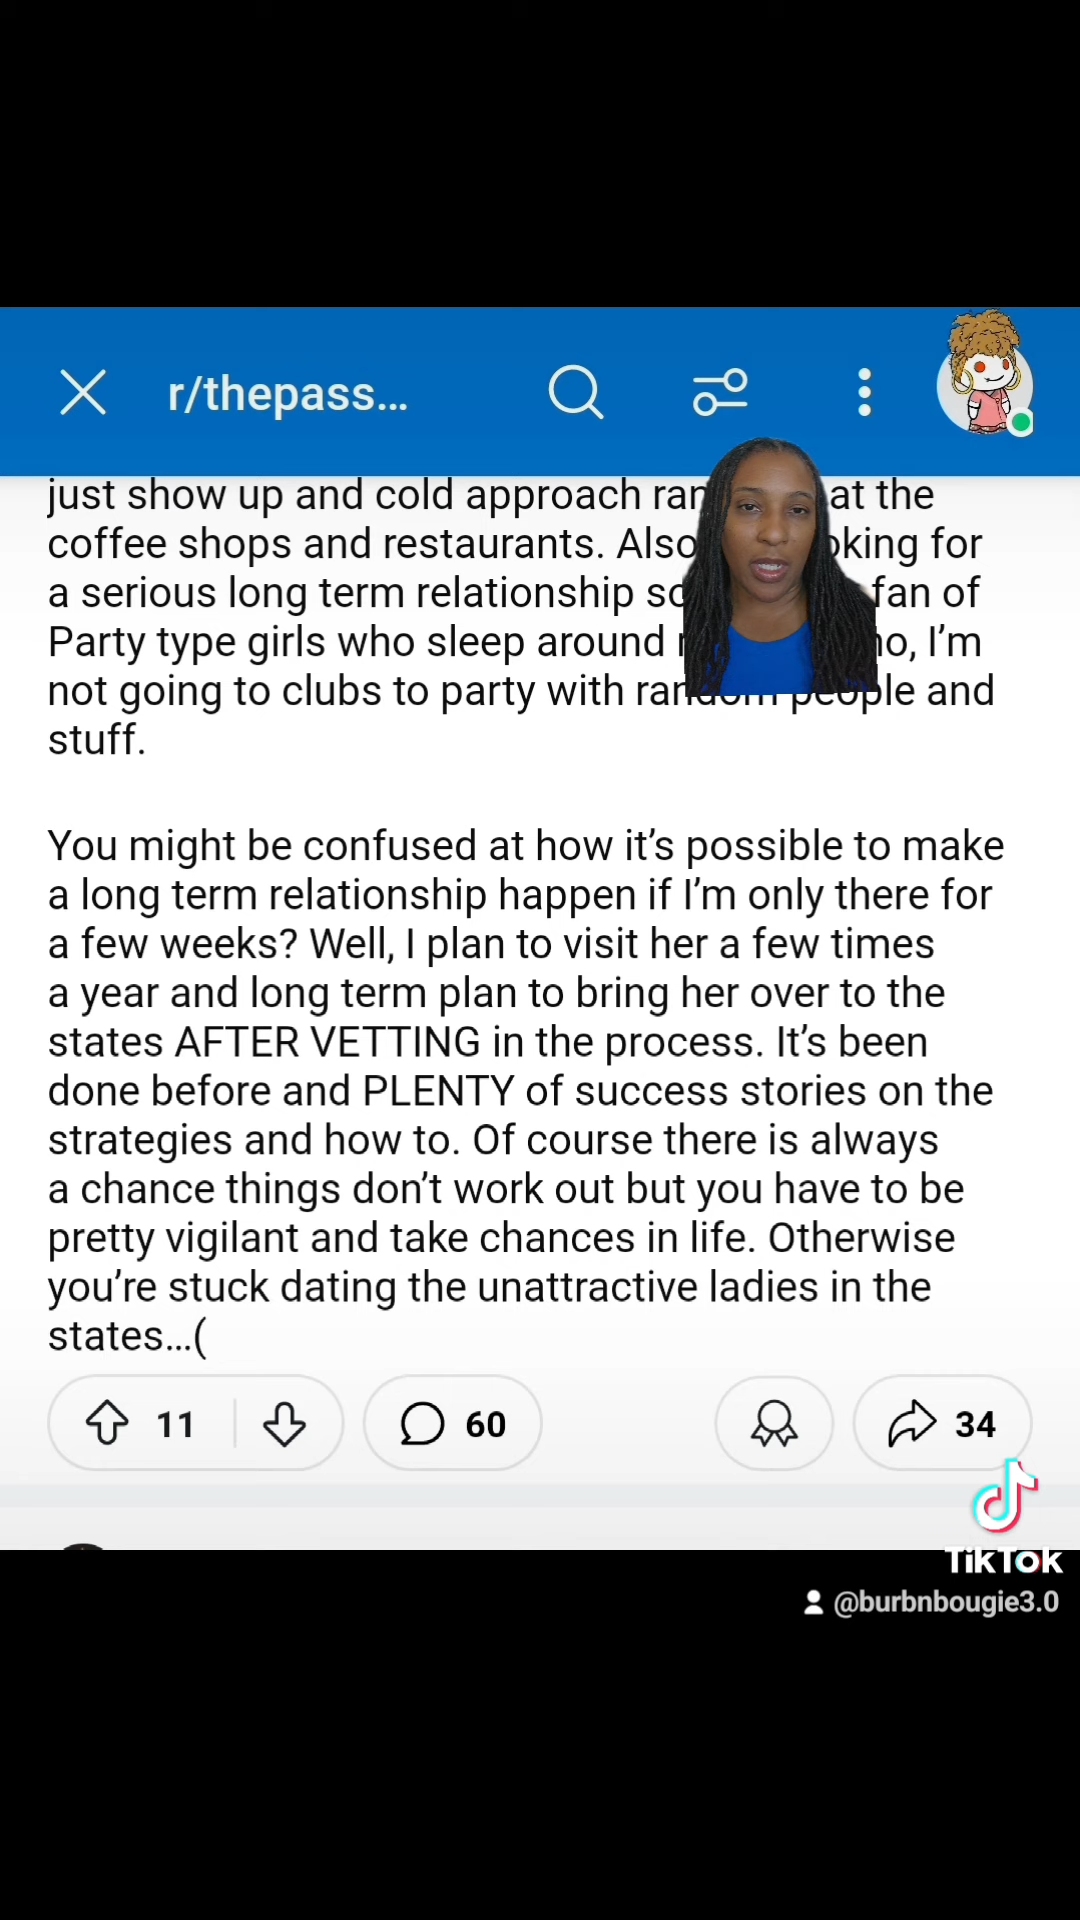 r/thepass...
just show up and cold approach at the
coffee shops and restaurants. Also for
a serious long term relationship fan of
Party type girls who sleep around I'm
not going to clubs to party with random people and
stuff.
You might be confused at how it's possible to make
a long term relationship happen if I'm only there for
a few weeks? Well, I plan to visit her a few times
a year and long term plan to bring her over to the
states AFTER VETTING in the process. It's been
done before and PLENTY of success stories on the
strategies and how to. Of course there is always
a chance things don't work out but you have to be
pretty vigilant and take chances in life. Otherwise
you're stuck dating the unattractive ladies in the
states...(
11 60 34
TikTok
@burbnbougie3.0